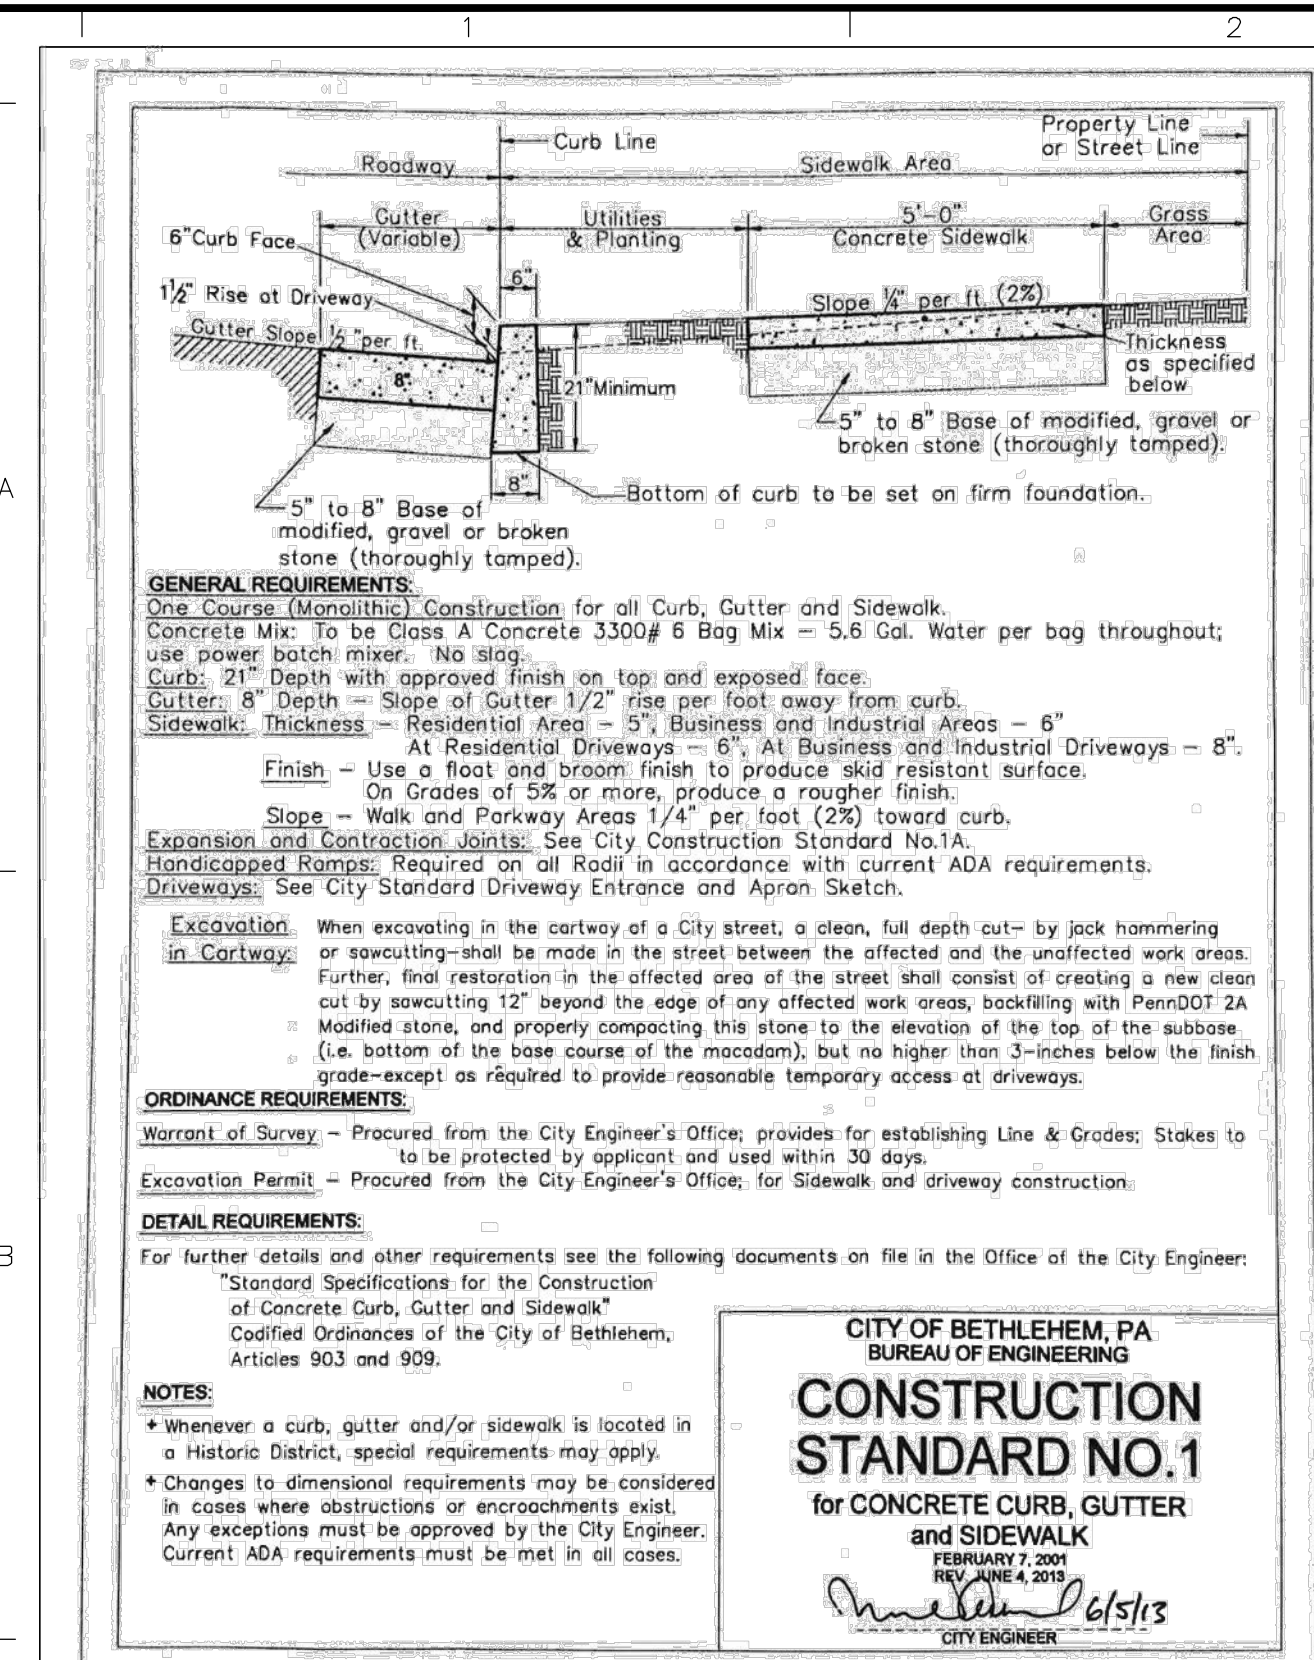 1
2
A
B
Curb Line
Property Line
or Street Line
Roadway
Sidewalk Area
Gutter
(Variable)
Utilities
& Planting
5'-0"
Concrete Sidewalk
Grass
Area
6"Curb Face
6"
1½" Rise at Driveway
Slope ¼" per ft. (2%)
Gutter Slope ½" per ft.
8"
21"Minimum
Thickness
as specified
below
5" to 8" Base of modified, gravel or
broken stone (thoroughly tamped).
8"
Bottom of curb to be set on firm foundation.
5" to 8" Base of
modified, gravel or broken
stone (thoroughly tamped).
GENERAL REQUIREMENTS:
One Course (Monolithic) Construction for all Curb, Gutter and Sidewalk.
Concrete Mix: To be Class A Concrete 3300# 6 Bag Mix – 5.6 Gal. Water per bag throughout;
use power batch mixer. No slag.
Curb: 21" Depth with approved finish on top and exposed face.
Gutter: 8" Depth – Slope of Gutter 1/2" rise per foot away from curb.
Sidewalk: Thickness – Residential Area – 5", Business and Industrial Areas – 6"
At Residential Driveways – 6", At Business and Industrial Driveways – 8".
Finish – Use a float and broom finish to produce skid resistant surface.
On Grades of 5% or more, produce a rougher finish.
Slope – Walk and Parkway Areas 1/4" per foot (2%) toward curb.
Expansion and Contraction Joints: See City Construction Standard No.1A.
Handicapped Ramps: Required on all Radii in accordance with current ADA requirements.
Driveways: See City Standard Driveway Entrance and Apron Sketch.
Excavation When excavating in the cartway of a City street, a clean, full depth cut– by jack hammering
in Cartway: or sawcutting–shall be made in the street between the affected and the unaffected work areas.
Further, final restoration in the affected area of the street shall consist of creating a new clean
cut by sawcutting 12" beyond the edge of any affected work areas, backfilling with PennDOT 2A
Modified stone, and properly compacting this stone to the elevation of the top of the subbase
(i.e. bottom of the base course of the macadam), but no higher than 3–inches below the finish
grade–except as required to provide reasonable temporary access at driveways.
ORDINANCE REQUIREMENTS:
Warrant of Survey – Procured from the City Engineer's Office; provides for establishing Line & Grades; Stakes to
to be protected by applicant and used within 30 days.
Excavation Permit – Procured from the City Engineer's Office; for Sidewalk and driveway construction.
DETAIL REQUIREMENTS:
For further details and other requirements see the following documents on file in the Office of the City Engineer:
"Standard Specifications for the Construction
of Concrete Curb, Gutter and Sidewalk"
Codified Ordinances of the City of Bethlehem,
Articles 903 and 909.
NOTES:
+ Whenever a curb, gutter and/or sidewalk is located in
a Historic District, special requirements may apply.
+ Changes to dimensional requirements may be considered
in cases where obstructions or encroachments exist.
Any exceptions must be approved by the City Engineer.
Current ADA requirements must be met in all cases.
CITY OF BETHLEHEM, PA
BUREAU OF ENGINEERING
CONSTRUCTION
STANDARD NO.1
for CONCRETE CURB, GUTTER
and SIDEWALK
FEBRUARY 7, 2001
REV. JUNE 4, 2013
6/5/13
CITY ENGINEER